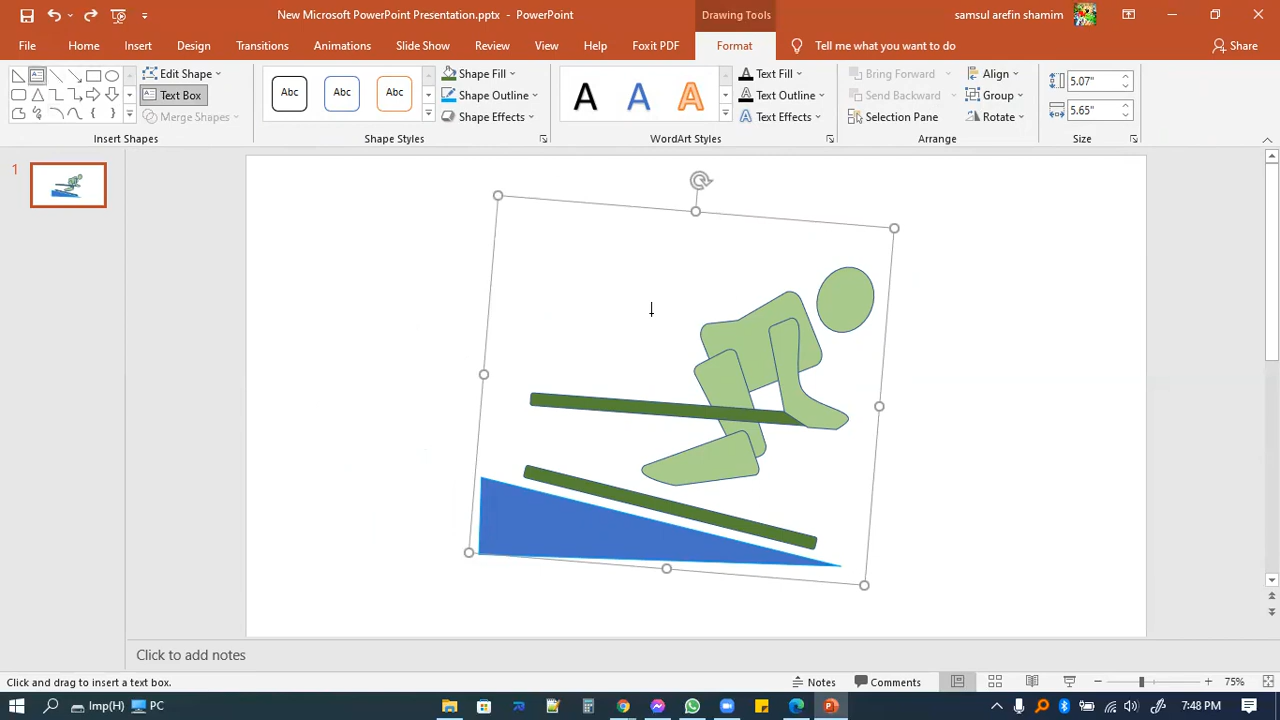 New Microsoft PowerPoint Presentation.pptx - PowerPoint
Drawing Tools
samsul arefin shamim
File Home Insert Design Transitions Animations Slide Show Review View Help Foxit PDF Format Tell me what you want to do Share
Edit Shape
Text Box
Merge Shapes
Insert Shapes
Abc Abc Abc
Shape Fill
Shape Outline
Shape Effects
Shape Styles
A A A
Text Fill
Text Outline
Text Effects
WordArt Styles
Bring Forward
Send Backward
Selection Pane
Align
Group
Rotate
Arrange
5.07"
5.65"
Size
1
Click to add notes
Click and drag to insert a text box.
Notes Comments 75%
Imp(H) PC 7:48 PM